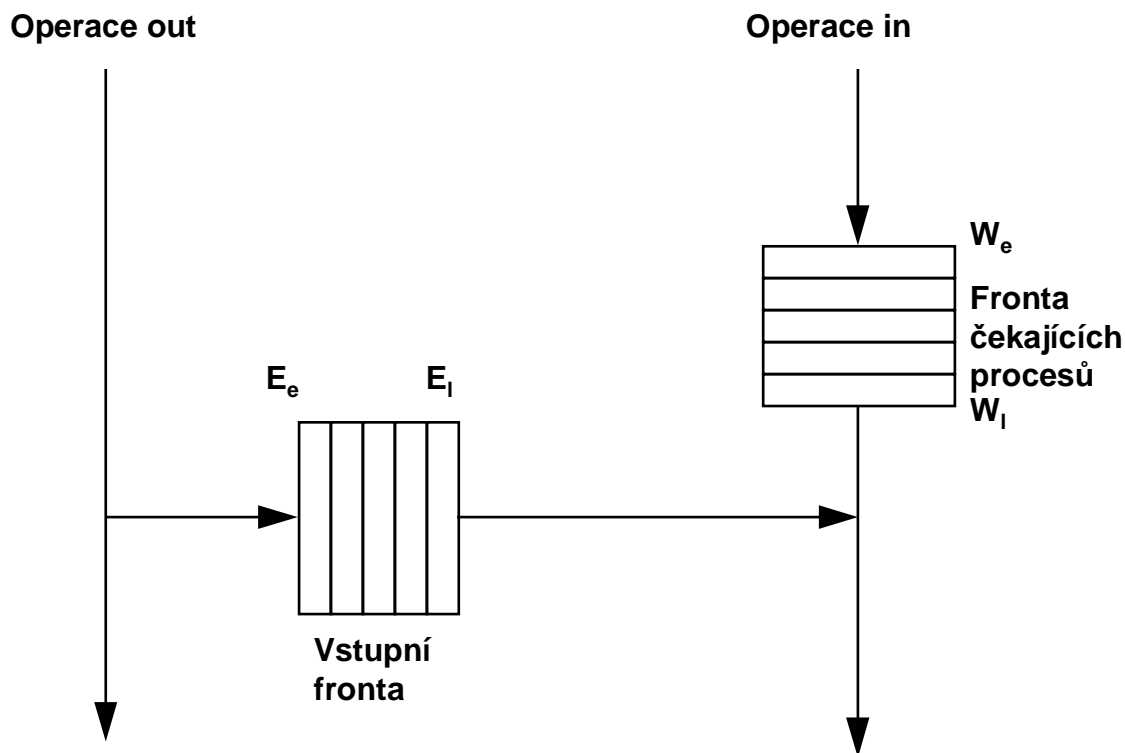 Operace out
Operace in
We
Fronta
čekajících
procesů
Wl
Ee
El
Vstupní
fronta